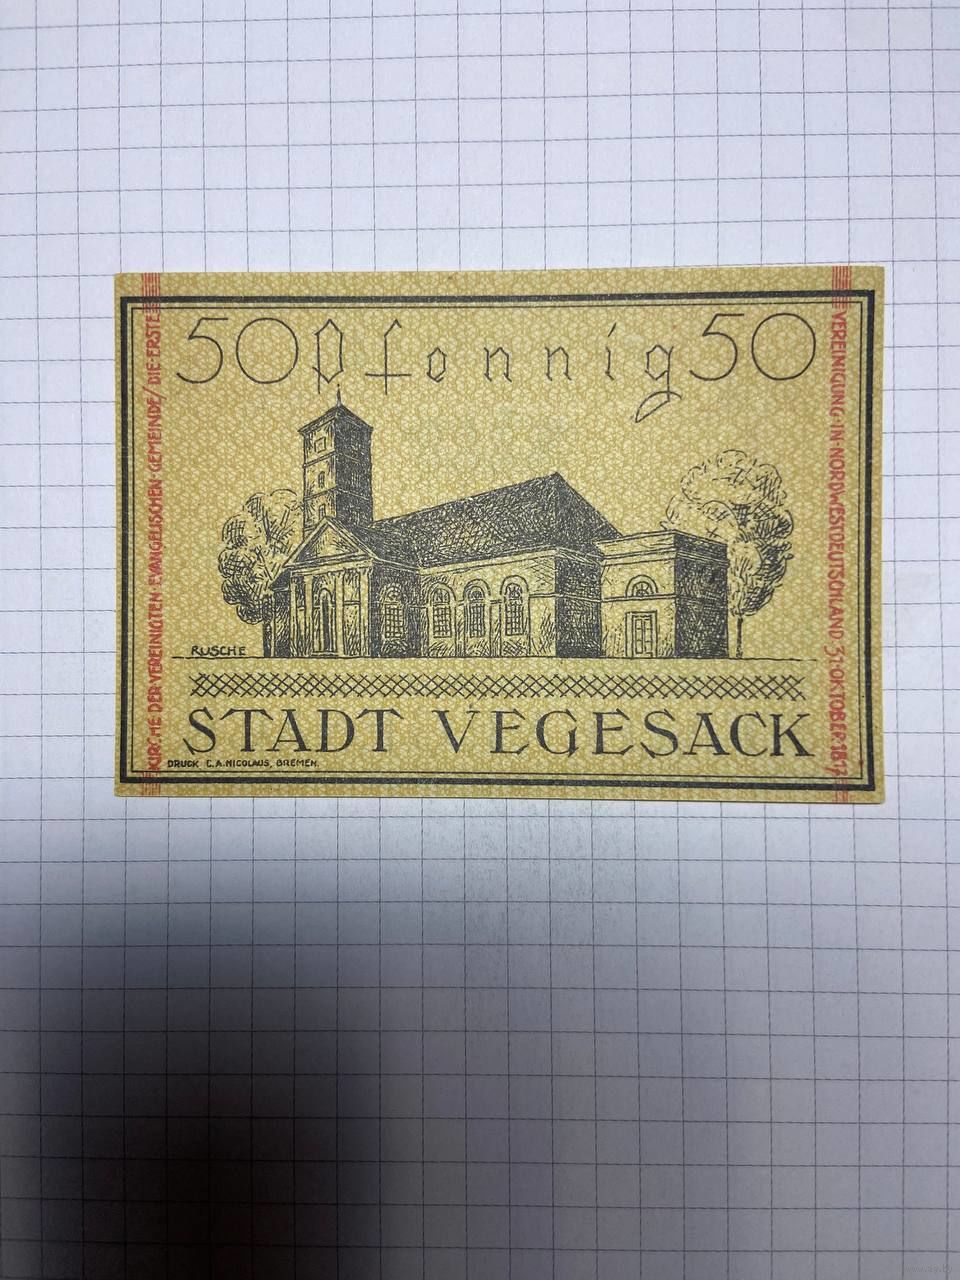 50 Pfennig 50
KIRCHE DER VEREINIGTEN EVANGELISCHEN GEMEINDE/DIE ERSTE
VEREINIGUNG IN NORDWESTDEUTSCHLAND 31 OKTOBER 1817
RUSCHE
STADT VEGESACK
DRUCK C.A.NICOLAUS, BREMEN.